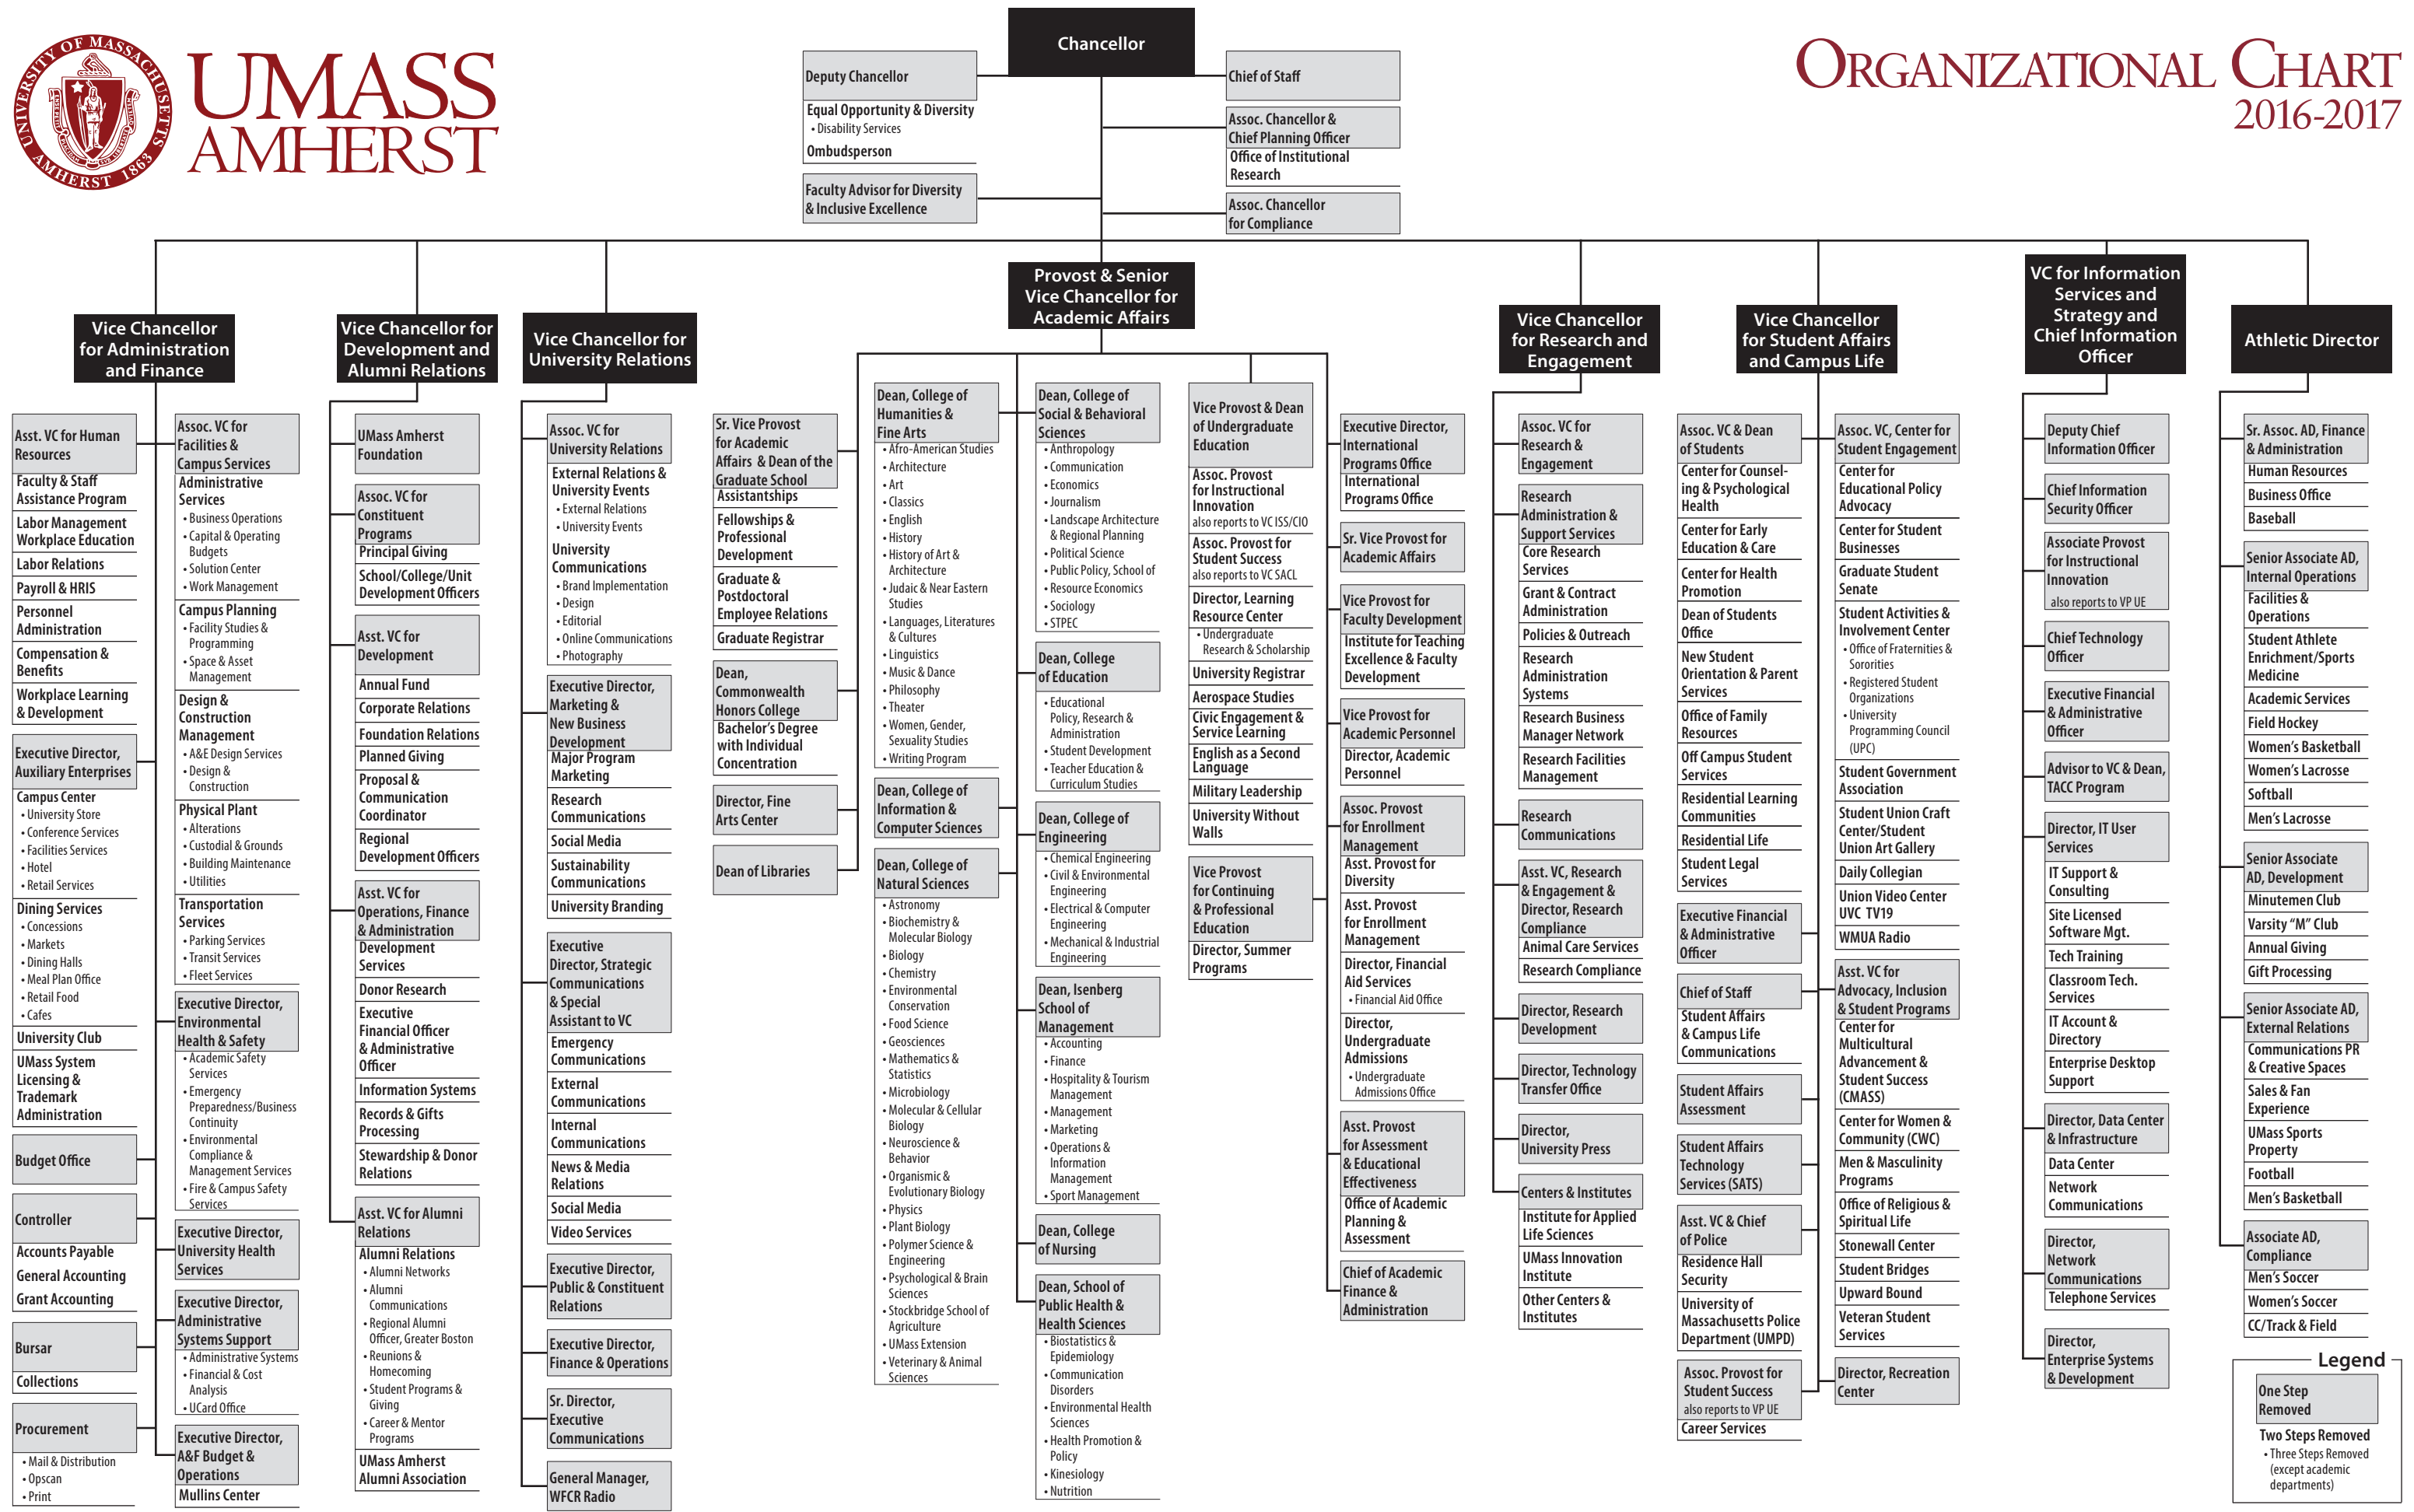 UNIVERSITY OF MASSACHUSETTS
AMHERST 1863
UMASS
AMHERST
ORGANIZATIONAL CHART
2016-2017
Chancellor
Deputy Chancellor
Equal Opportunity & Diversity
• Disability Services
Ombudsperson
Faculty Advisor for Diversity
& Inclusive Excellence
Chief of Staff
Assoc. Chancellor &
Chief Planning Officer
Office of Institutional
Research
Assoc. Chancellor
for Compliance
Vice Chancellor
for Administration
and Finance
Asst. VC for Human
Resources
Faculty & Staff
Assistance Program
Labor Management
Workplace Education
Labor Relations
Payroll & HRIS
Personnel
Administration
Compensation &
Benefits
Workplace Learning
& Development
Executive Director,
Auxiliary Enterprises
Campus Center
• University Store
• Conference Services
• Facilities Services
• Hotel
• Retail Services
Dining Services
• Concessions
• Markets
• Dining Halls
• Meal Plan Office
• Retail Food
• Cafes
University Club
UMass System
Licensing &
Trademark
Administration
Budget Office
Controller
Accounts Payable
General Accounting
Grant Accounting
Bursar
Collections
Procurement
• Mail & Distribution
• Opscan
• Print
Assoc. VC for
Facilities &
Campus Services
Administrative
Services
• Business Operations
• Capital & Operating
Budgets
• Solution Center
• Work Management
Campus Planning
• Facility Studies &
Programming
• Space & Asset
Management
Design &
Construction
Management
• A&E Design Services
• Design &
Construction
Physical Plant
• Alterations
• Custodial & Grounds
• Building Maintenance
• Utilities
Transportation
Services
• Parking Services
• Transit Services
• Fleet Services
Executive Director,
Environmental
Health & Safety
• Academic Safety
Services
• Emergency
Preparedness/Business
Continuity
• Environmental
Compliance &
Management Services
• Fire & Campus Safety
Services
Executive Director,
University Health
Services
Executive Director,
Administrative
Systems Support
• Administrative Systems
• Financial & Cost
Analysis
• UCard Office
Executive Director,
A&F Budget &
Operations
Mullins Center
Vice Chancellor for
Development and
Alumni Relations
UMass Amherst
Foundation
Assoc. VC for
Constituent
Programs
Principal Giving
School/College/Unit
Development Officers
Asst. VC for
Development
Annual Fund
Corporate Relations
Foundation Relations
Planned Giving
Proposal &
Communication
Coordinator
Regional
Development Officers
Asst. VC for
Operations, Finance
& Administration
Development
Services
Donor Research
Executive
Financial Officer
& Administrative
Officer
Information Systems
Records & Gifts
Processing
Stewardship & Donor
Relations
Asst. VC for Alumni
Relations
Alumni Relations
• Alumni Networks
• Alumni
Communications
• Regional Alumni
Officer, Greater Boston
• Reunions &
Homecoming
• Student Programs &
Giving
• Career & Mentor
Programs
UMass Amherst
Alumni Association
Vice Chancellor for
University Relations
Assoc. VC for
University Relations
External Relations &
University Events
• External Relations
• University Events
University
Communications
• Brand Implementation
• Design
• Editorial
• Online Communications
• Photography
Executive Director,
Marketing &
New Business
Development
Major Program
Marketing
Research
Communications
Social Media
Sustainability
Communications
University Branding
Executive
Director, Strategic
Communications
& Special
Assistant to VC
Emergency
Communications
External
Communications
Internal
Communications
News & Media
Relations
Social Media
Video Services
Executive Director,
Public & Constituent
Relations
Executive Director,
Finance & Operations
Sr. Director,
Executive
Communications
General Manager,
WFCR Radio
Provost & Senior
Vice Chancellor for
Academic Affairs
Sr. Vice Provost
for Academic
Affairs & Dean of the
Graduate School
Assistantships
Fellowships &
Professional
Development
Graduate &
Postdoctoral
Employee Relations
Graduate Registrar
Dean,
Commonwealth
Honors College
Bachelor's Degree
with Individual
Concentration
Director, Fine
Arts Center
Dean of Libraries
Dean, College of
Humanities &
Fine Arts
• Afro-American Studies
• Architecture
• Art
• Classics
• English
• History
• History of Art &
Architecture
• Judaic & Near Eastern
Studies
• Languages, Literatures
& Cultures
• Linguistics
• Music & Dance
• Philosophy
• Theater
• Women, Gender,
Sexuality Studies
• Writing Program
Dean, College of
Information &
Computer Sciences
Dean, College of
Natural Sciences
• Astronomy
• Biochemistry &
Molecular Biology
• Biology
• Chemistry
• Environmental
Conservation
• Food Science
• Geosciences
• Mathematics &
Statistics
• Microbiology
• Molecular & Cellular
Biology
• Neuroscience &
Behavior
• Organismic &
Evolutionary Biology
• Physics
• Plant Biology
• Polymer Science &
Engineering
• Psychological & Brain
Sciences
• Stockbridge School of
Agriculture
• UMass Extension
• Veterinary & Animal
Sciences
Dean, College of
Social & Behavioral
Sciences
• Anthropology
• Communication
• Economics
• Journalism
• Landscape Architecture
& Regional Planning
• Political Science
• Public Policy, School of
• Resource Economics
• Sociology
• STPEC
Dean, College
of Education
• Educational
Policy, Research &
Administration
• Student Development
• Teacher Education &
Curriculum Studies
Dean, College of
Engineering
• Chemical Engineering
• Civil & Environmental
Engineering
• Electrical & Computer
Engineering
• Mechanical & Industrial
Engineering
Dean, Isenberg
School of
Management
• Accounting
• Finance
• Hospitality & Tourism
Management
• Management
• Marketing
• Operations &
Information
Management
• Sport Management
Dean, College
of Nursing
Dean, School of
Public Health &
Health Sciences
• Biostatistics &
Epidemiology
• Communication
Disorders
• Environmental Health
Sciences
• Health Promotion &
Policy
• Kinesiology
• Nutrition
Vice Provost & Dean
of Undergraduate
Education
Assoc. Provost
for Instructional
Innovation
also reports to VC ISS/CIO
Assoc. Provost for
Student Success
also reports to VC SACL
Director, Learning
Resource Center
• Undergraduate
Research & Scholarship
University Registrar
Aerospace Studies
Civic Engagement &
Service Learning
English as a Second
Language
Military Leadership
University Without
Walls
Vice Provost
for Continuing
& Professional
Education
Director, Summer
Programs
Executive Director,
International
Programs Office
International
Programs Office
Sr. Vice Provost for
Academic Affairs
Vice Provost for
Faculty Development
Institute for Teaching
Excellence & Faculty
Development
Vice Provost for
Academic Personnel
Director, Academic
Personnel
Assoc. Provost
for Enrollment
Management
Asst. Provost for
Diversity
Asst. Provost
for Enrollment
Management
Director, Financial
Aid Services
• Financial Aid Office
Director,
Undergraduate
Admissions
• Undergraduate
Admissions Office
Asst. Provost
for Assessment
& Educational
Effectiveness
Office of Academic
Planning &
Assessment
Chief of Academic
Finance &
Administration
Vice Chancellor
for Research and
Engagement
Assoc. VC for
Research &
Engagement
Research
Administration &
Support Services
Core Research
Services
Grant & Contract
Administration
Policies & Outreach
Research
Administration
Systems
Research Business
Manager Network
Research Facilities
Management
Research
Communications
Asst. VC, Research
& Engagement &
Director, Research
Compliance
Animal Care Services
Research Compliance
Director, Research
Development
Director, Technology
Transfer Office
Director,
University Press
Centers & Institutes
Institute for Applied
Life Sciences
UMass Innovation
Institute
Other Centers &
Institutes
Vice Chancellor
for Student Affairs
and Campus Life
Assoc. VC & Dean
of Students
Center for Counsel-
ing & Psychological
Health
Center for Early
Education & Care
Center for Health
Promotion
Dean of Students
Office
New Student
Orientation & Parent
Services
Office of Family
Resources
Off Campus Student
Services
Residential Learning
Communities
Residential Life
Student Legal
Services
Executive Financial
& Administrative
Officer
Chief of Staff
Student Affairs
& Campus Life
Communications
Student Affairs
Assessment
Student Affairs
Technology
Services (SATS)
Asst. VC & Chief
of Police
Residence Hall
Security
University of
Massachusetts Police
Department (UMPD)
Assoc. Provost for
Student Success
also reports to VP UE
Career Services
Assoc. VC, Center for
Student Engagement
Center for
Educational Policy
Advocacy
Center for Student
Businesses
Graduate Student
Senate
Student Activities &
Involvement Center
• Office of Fraternities &
Sororities
• Registered Student
Organizations
• University
Programming Council
(UPC)
Student Government
Association
Student Union Craft
Center/Student
Union Art Gallery
Daily Collegian
Union Video Center
UVC TV19
WMUA Radio
Asst. VC for
Advocacy, Inclusion
& Student Programs
Center for
Multicultural
Advancement &
Student Success
(CMASS)
Center for Women &
Community (CWC)
Men & Masculinity
Programs
Office of Religious &
Spiritual Life
Stonewall Center
Student Bridges
Upward Bound
Veteran Student
Services
Director, Recreation
Center
VC for Information
Services and
Strategy and
Chief Information
Officer
Deputy Chief
Information Officer
Chief Information
Security Officer
Associate Provost
for Instructional
Innovation
also reports to VP UE
Chief Technology
Officer
Executive Financial
& Administrative
Officer
Advisor to VC & Dean,
TACC Program
Director, IT User
Services
IT Support &
Consulting
Site Licensed
Software Mgt.
Tech Training
Classroom Tech.
Services
IT Account &
Directory
Enterprise Desktop
Support
Director, Data Center
& Infrastructure
Data Center
Network
Communications
Director,
Network
Communications
Telephone Services
Director,
Enterprise Systems
& Development
Athletic Director
Sr. Assoc. AD, Finance
& Administration
Human Resources
Business Office
Baseball
Senior Associate AD,
Internal Operations
Facilities &
Operations
Student Athlete
Enrichment/Sports
Medicine
Academic Services
Field Hockey
Women's Basketball
Women's Lacrosse
Softball
Men's Lacrosse
Senior Associate
AD, Development
Minutemen Club
Varsity “M” Club
Annual Giving
Gift Processing
Senior Associate AD,
External Relations
Communications PR
& Creative Spaces
Sales & Fan
Experience
UMass Sports
Property
Football
Men's Basketball
Associate AD,
Compliance
Men's Soccer
Women's Soccer
CC/Track & Field
Legend
One Step
Removed
Two Steps Removed
• Three Steps Removed
(except academic
departments)